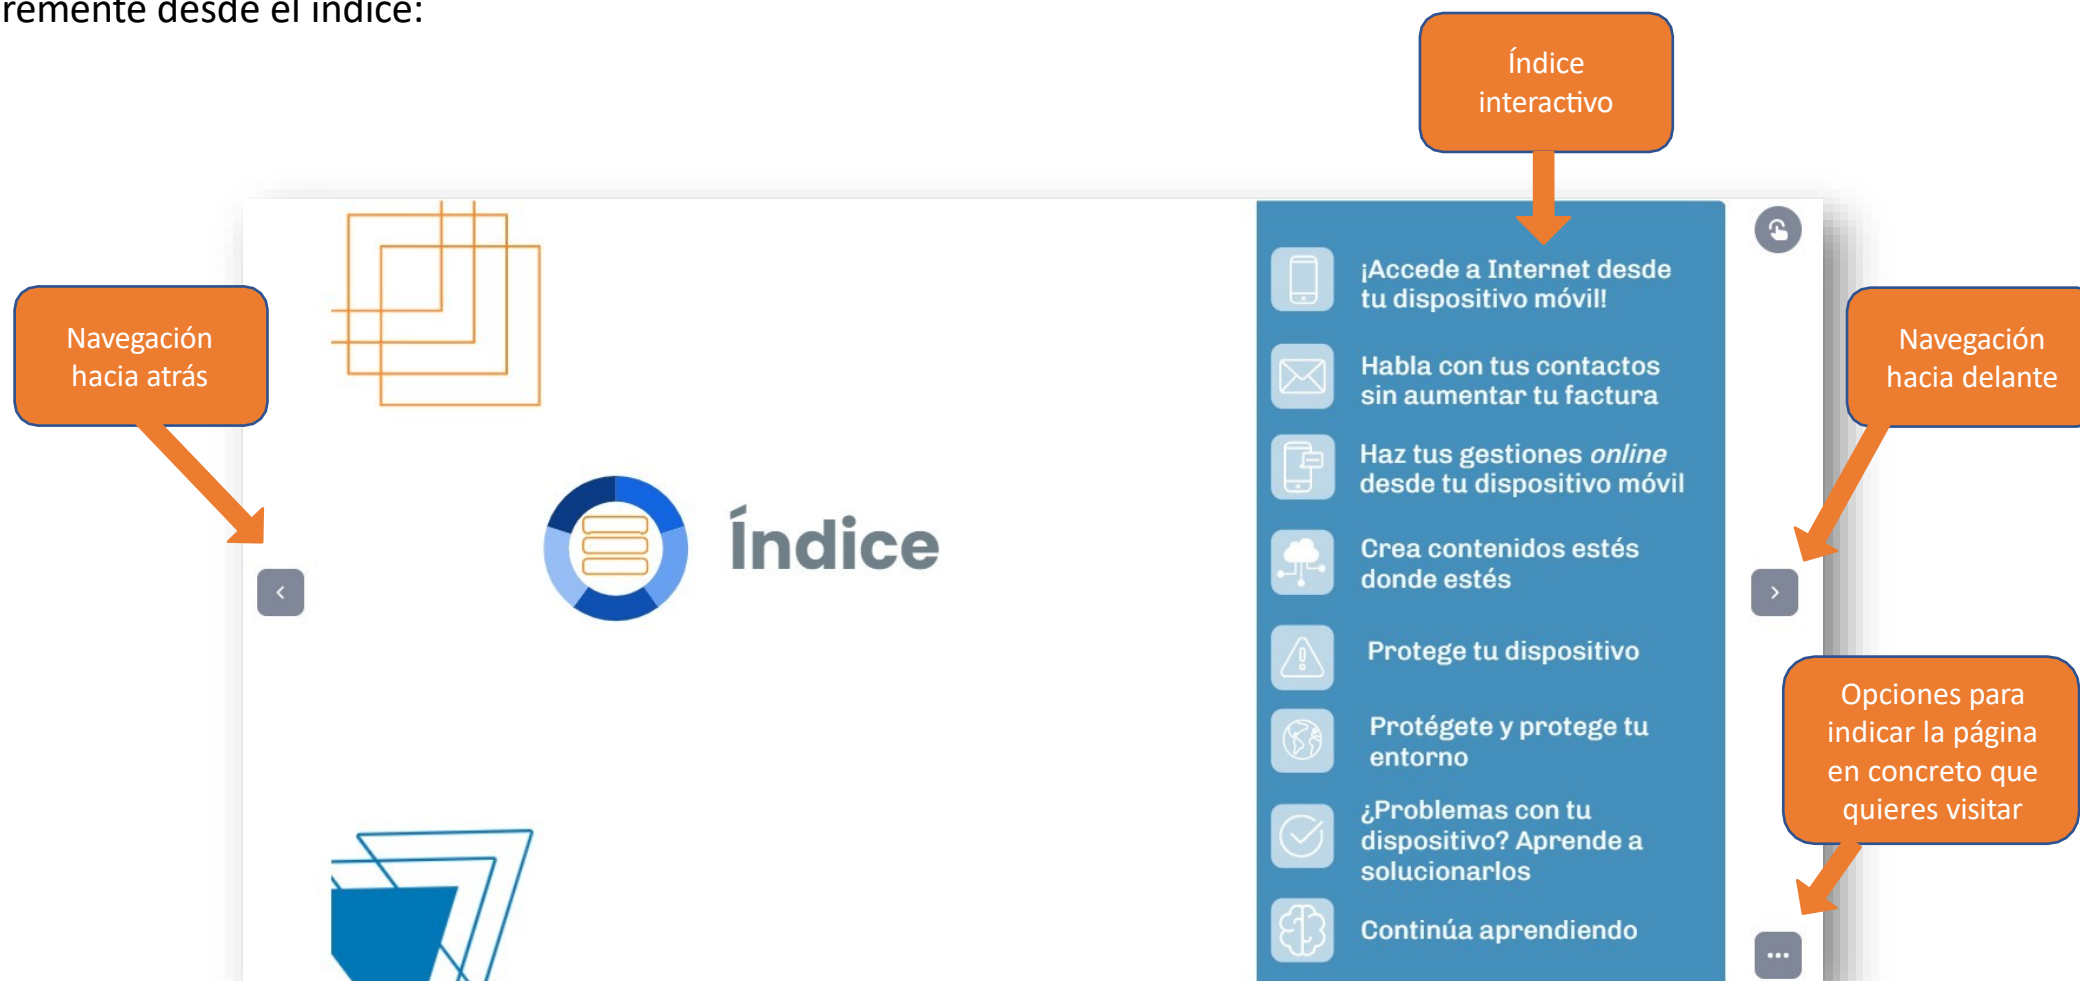 desde el índice:
Índice
interactivo
Navegación
hacia atrás
Índice
¡Accede a Internet desde
tu dispositivo móvil!
Habla con tus contactos
sin aumentar tu factura
Haz tus gestiones online
desde tu dispositivo móvil
Crea contenidos estés
donde estés
Protege tu dispositivo
Protégete y protege tu
entorno
¿Problemas con tu
dispositivo? Aprende a
solucionarlos
Continúa aprendiendo
Navegación
hacia delante
Opciones para
indicar la página
en concreto que
quieres visitar